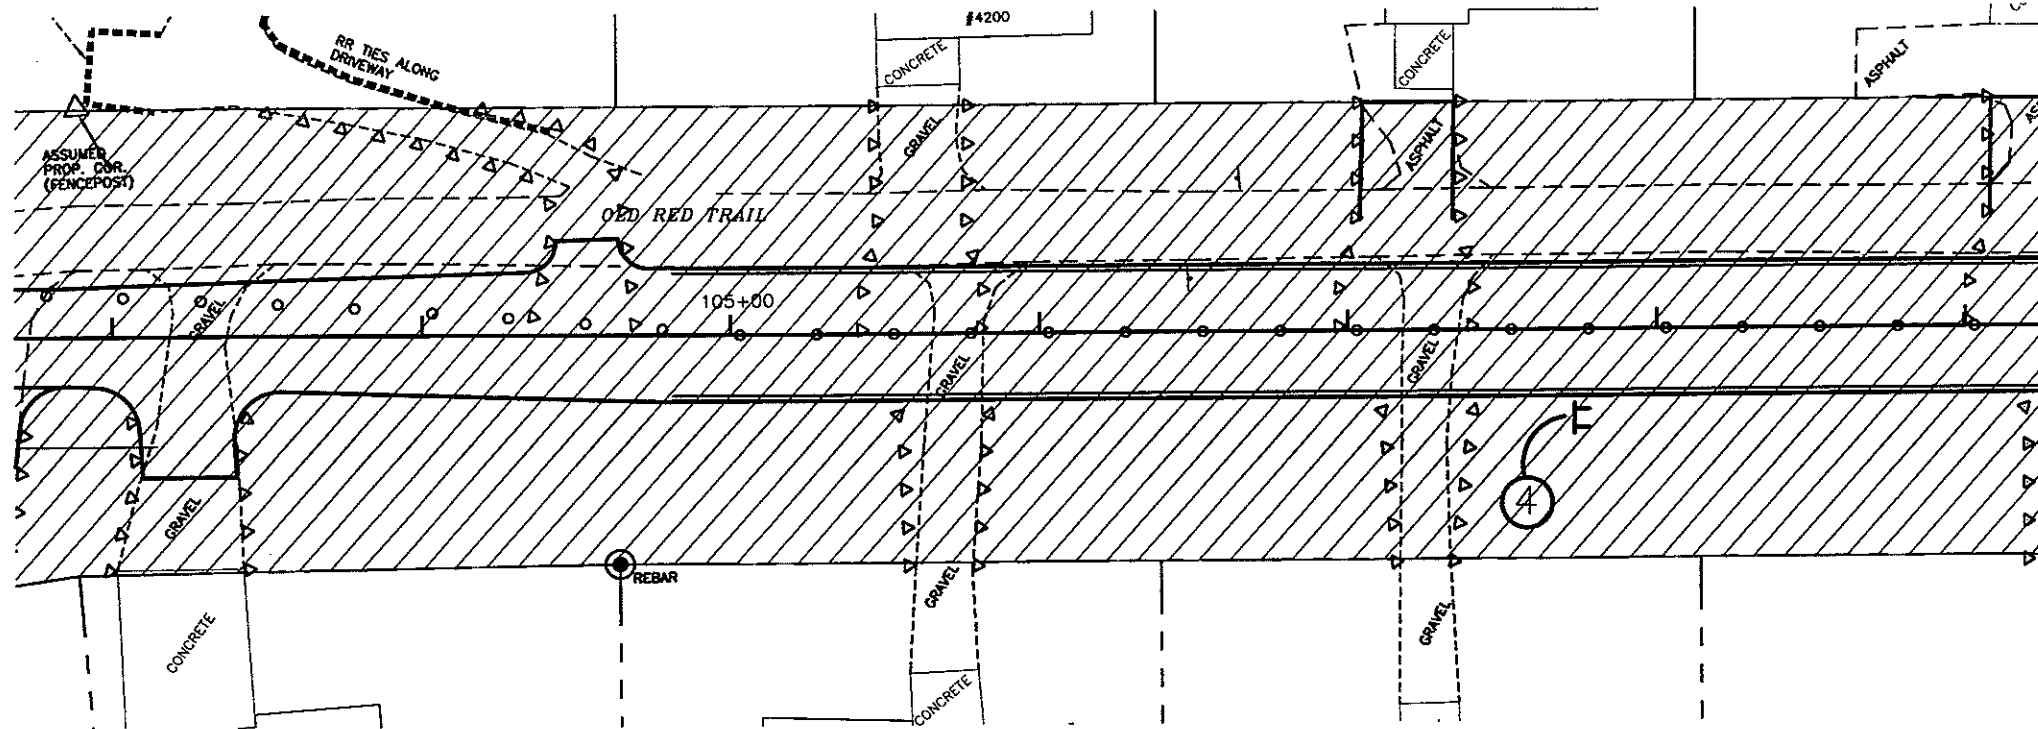 #4200
RR TIES ALONG
DRIVEWAY
CONCRETE
CONCRETE
ASPHALT
ASSUMED
PROP. COR.
(FENCEPOST)
GRAVEL
ASPHALT
OLD RED TRAIL
105+00
GRAVEL
GRAVEL
GRAVEL
4
GRAVEL
REBAR
GRAVEL
GRAVEL
CONCRETE
CONCRETE